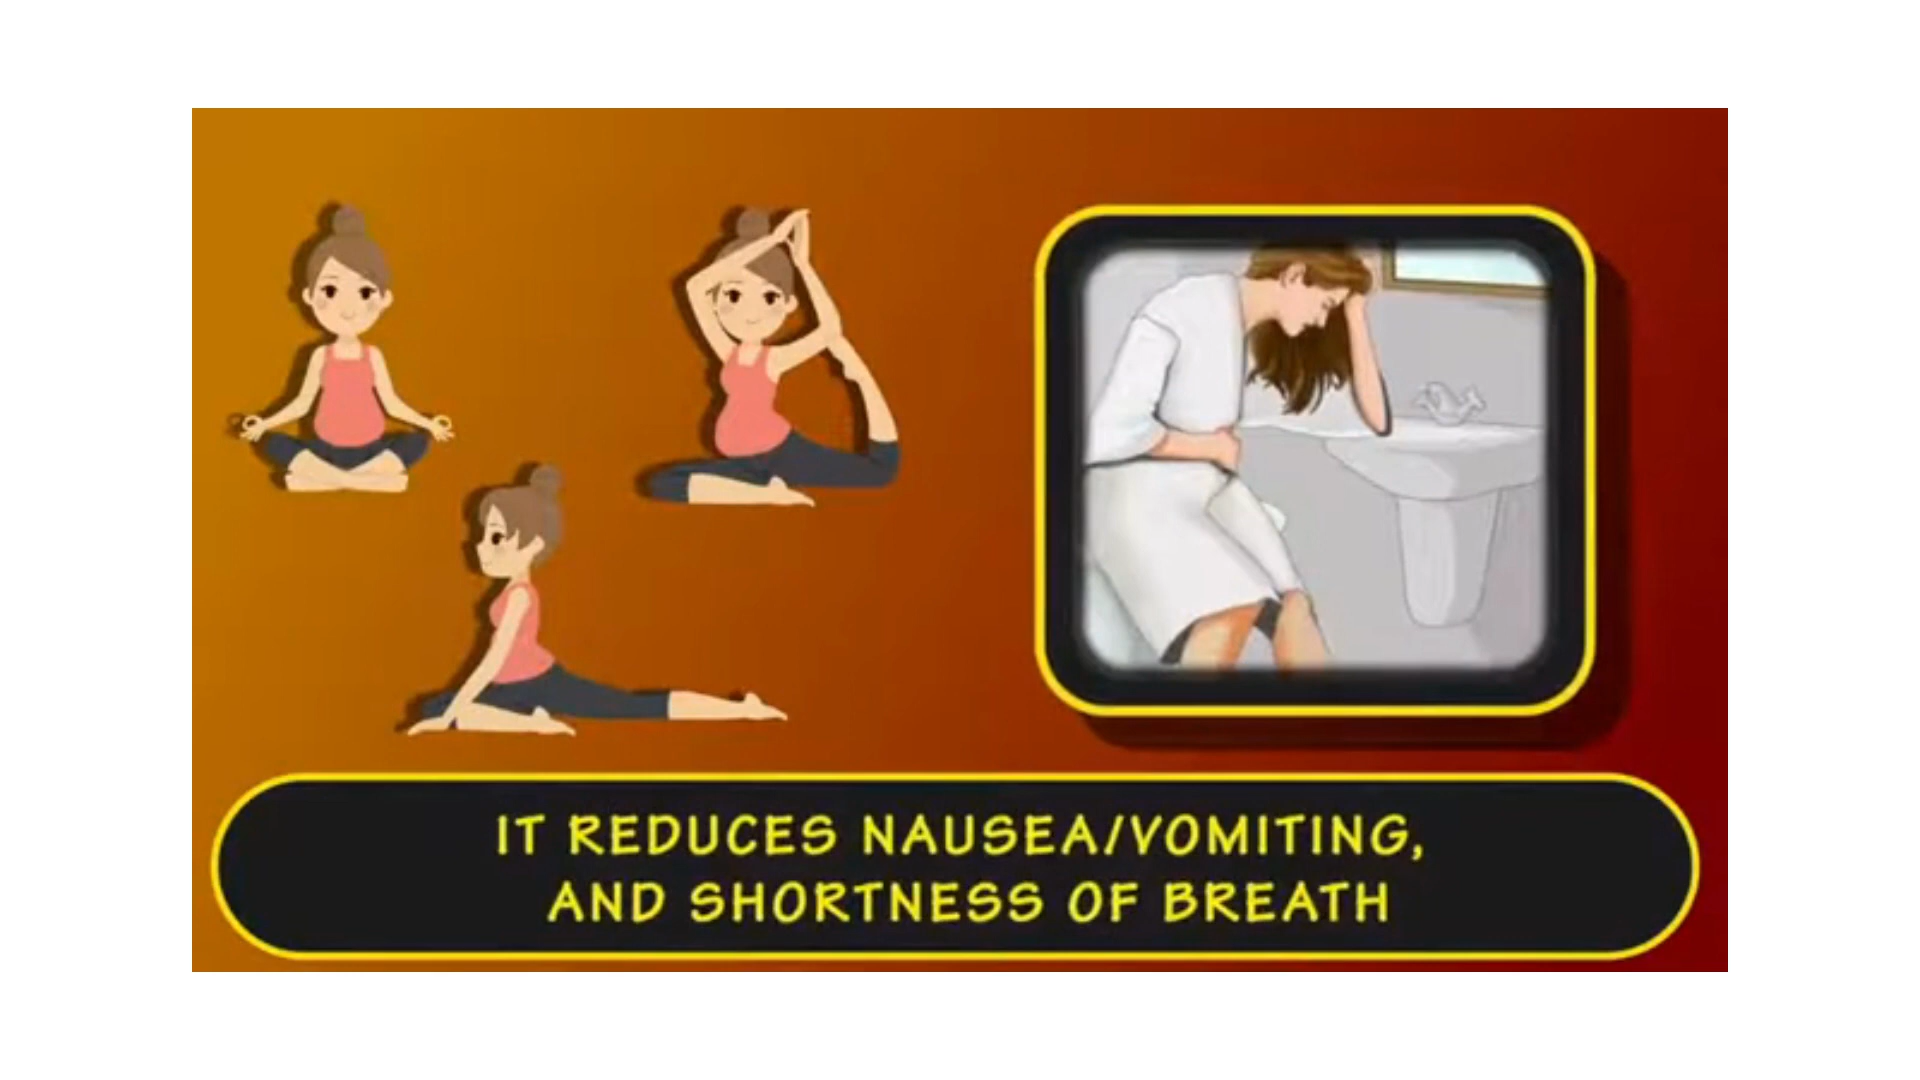 IT REDUCES NAUSEA/VOMITING,
AND SHORTNESS OF BREATH